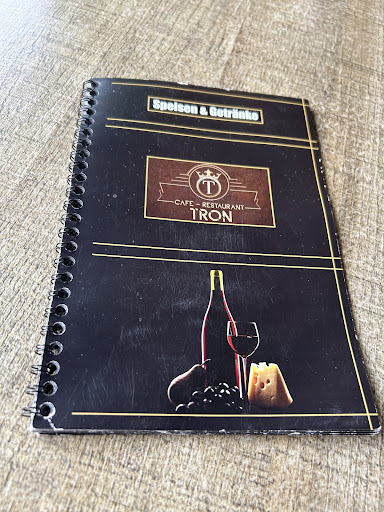 Speisen & Getränke
T
CAFE - RESTAURANT
TRON